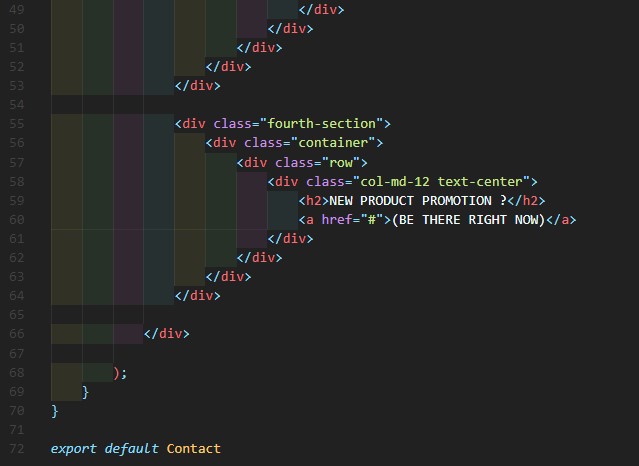 49 </div>
50 </div>
51 </div>
52 </div>
53 </div>
54
55 <div class="fourth-section">
56 <div class="container">
57 <div class="row">
58 <div class="col-md-12 text-center">
59 <h2>NEW PRODUCT PROMOTION ?</h2>
60 <a href="#">(BE THERE RIGHT NOW)</a>
61 </div>
62 </div>
63 </div>
64 </div>
65
66 </div>
67
68 );
69 }
70 }
71
72 export default Contact